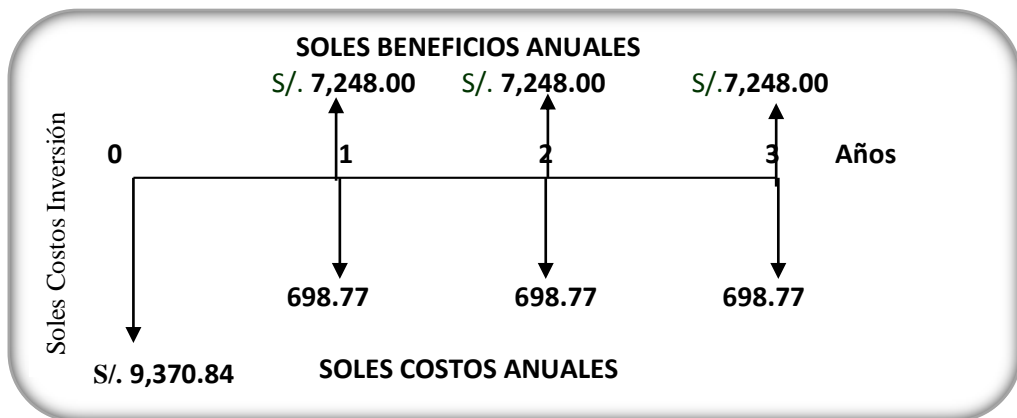 SOLES BENEFICIOS ANUALES
S/. 7,248.00 S/. 7,248.00 S/.7,248.00
0 1 2 3 Años
Soles Costos Inversión
698.77 698.77 698.77
S/. 9,370.84 SOLES COSTOS ANUALES